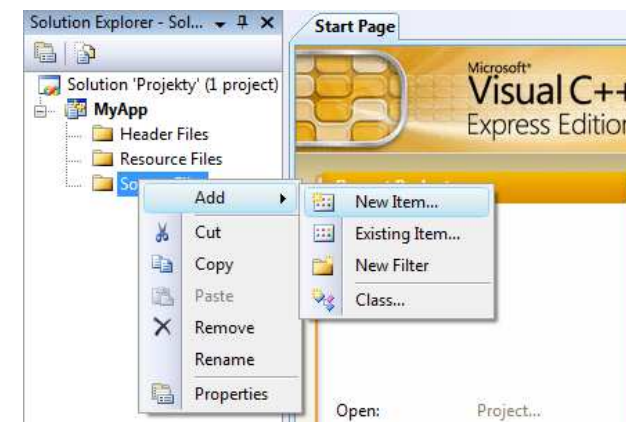 Solution Explorer - Sol...
Start Page
Solution 'Projekty' (1 project)
MyApp
Header Files
Resource Files
Microsoft®
Visual C++
Express Edition
Add
Cut
Copy
Paste
Remove
Rename
Properties
New Item...
Existing Item...
New Filter
Class...
Open:
Project...